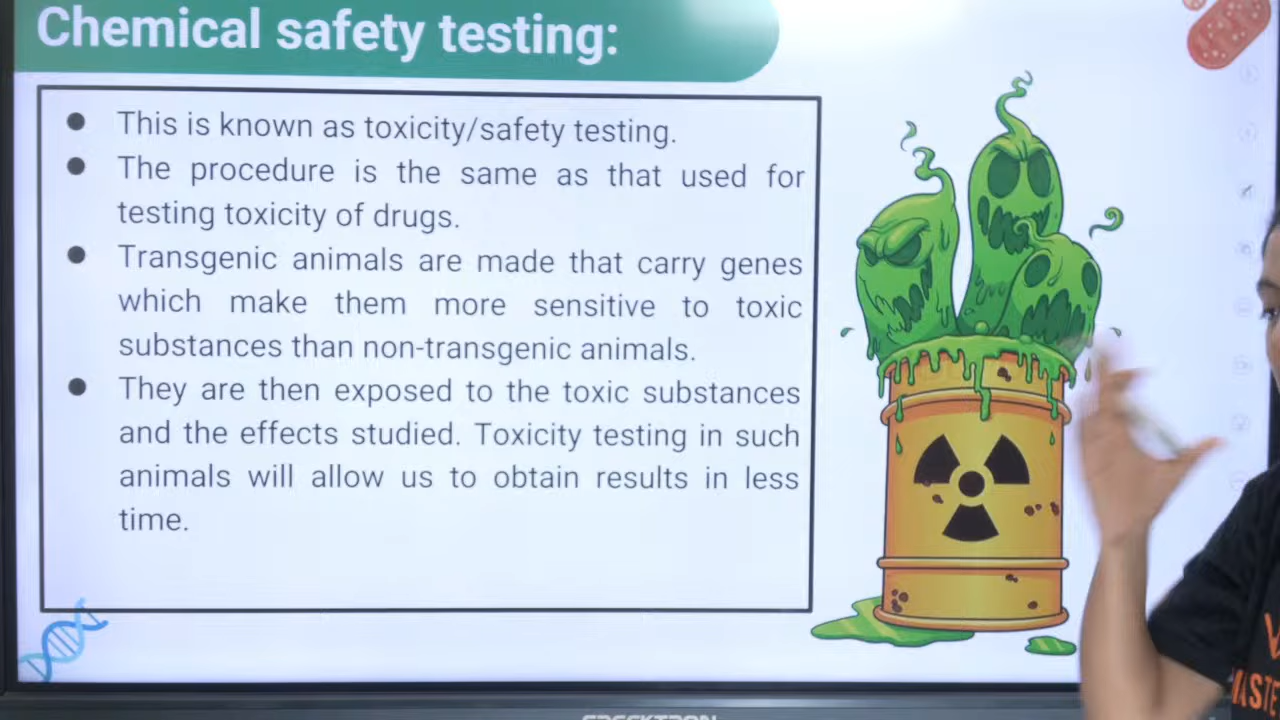 Chemical safety testing:
● This is known as toxicity/safety testing.
● The procedure is the same as that used for
testing toxicity of drugs.
● Transgenic animals are made that carry genes
which make them more sensitive to toxic
substances than non-transgenic animals.
● They are then exposed to the toxic substances
and the effects studied. Toxicity testing in such
animals will allow us to obtain results in less
time.